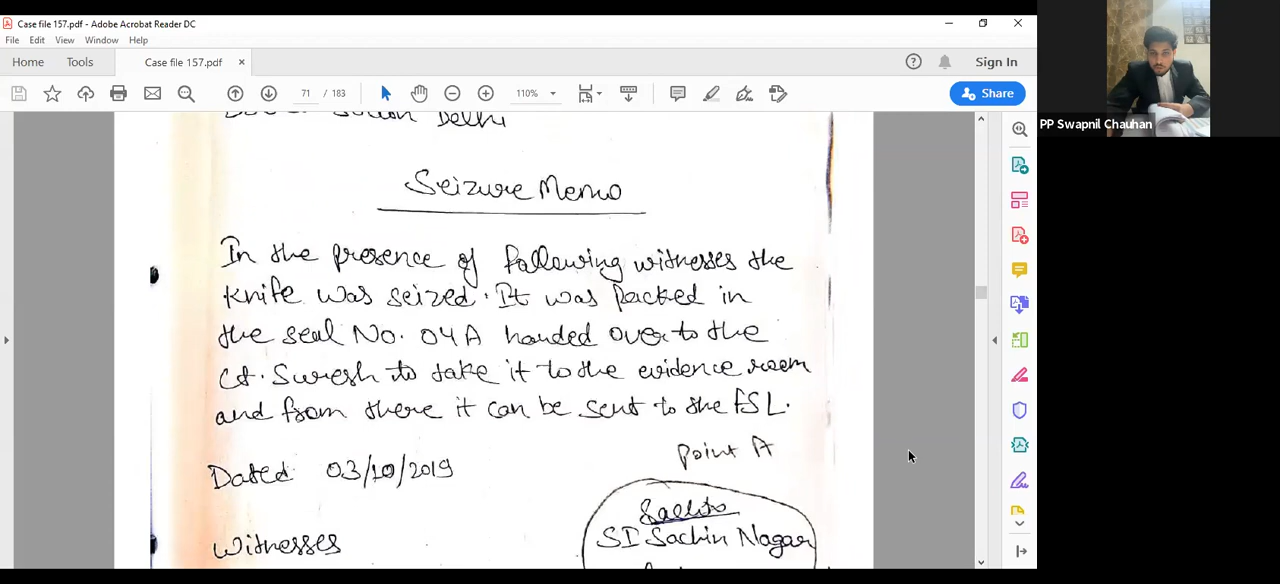 Case file 157.pdf - Adobe Acrobat Reader DC
File Edit View Window Help
Home Tools Case file 157.pdf × Sign In
71 / 183 110% Share
PP Swapnil Chauhan
Delhi
Seizure Memo
In the presence of following witnesses the
Knife was seized. It was packed in
the seal No. 04A handed over to the
Ct. Suresh to take it to the evidence room
and from there it can be sent to the FSL.
Point A
Dated 03/10/2019
SI Sachin Nagar
Witnesses